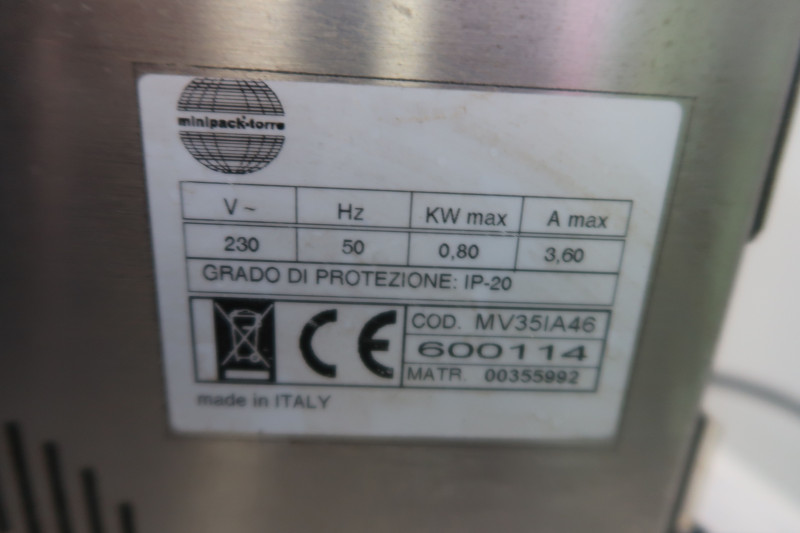 minipack-torre
V~ Hz KW max A max
230 50 0,80 3,60
GRADO DI PROTEZIONE: IP-20
CE COD. MV35IA46
600114
MATR. 00355992
made in ITALY